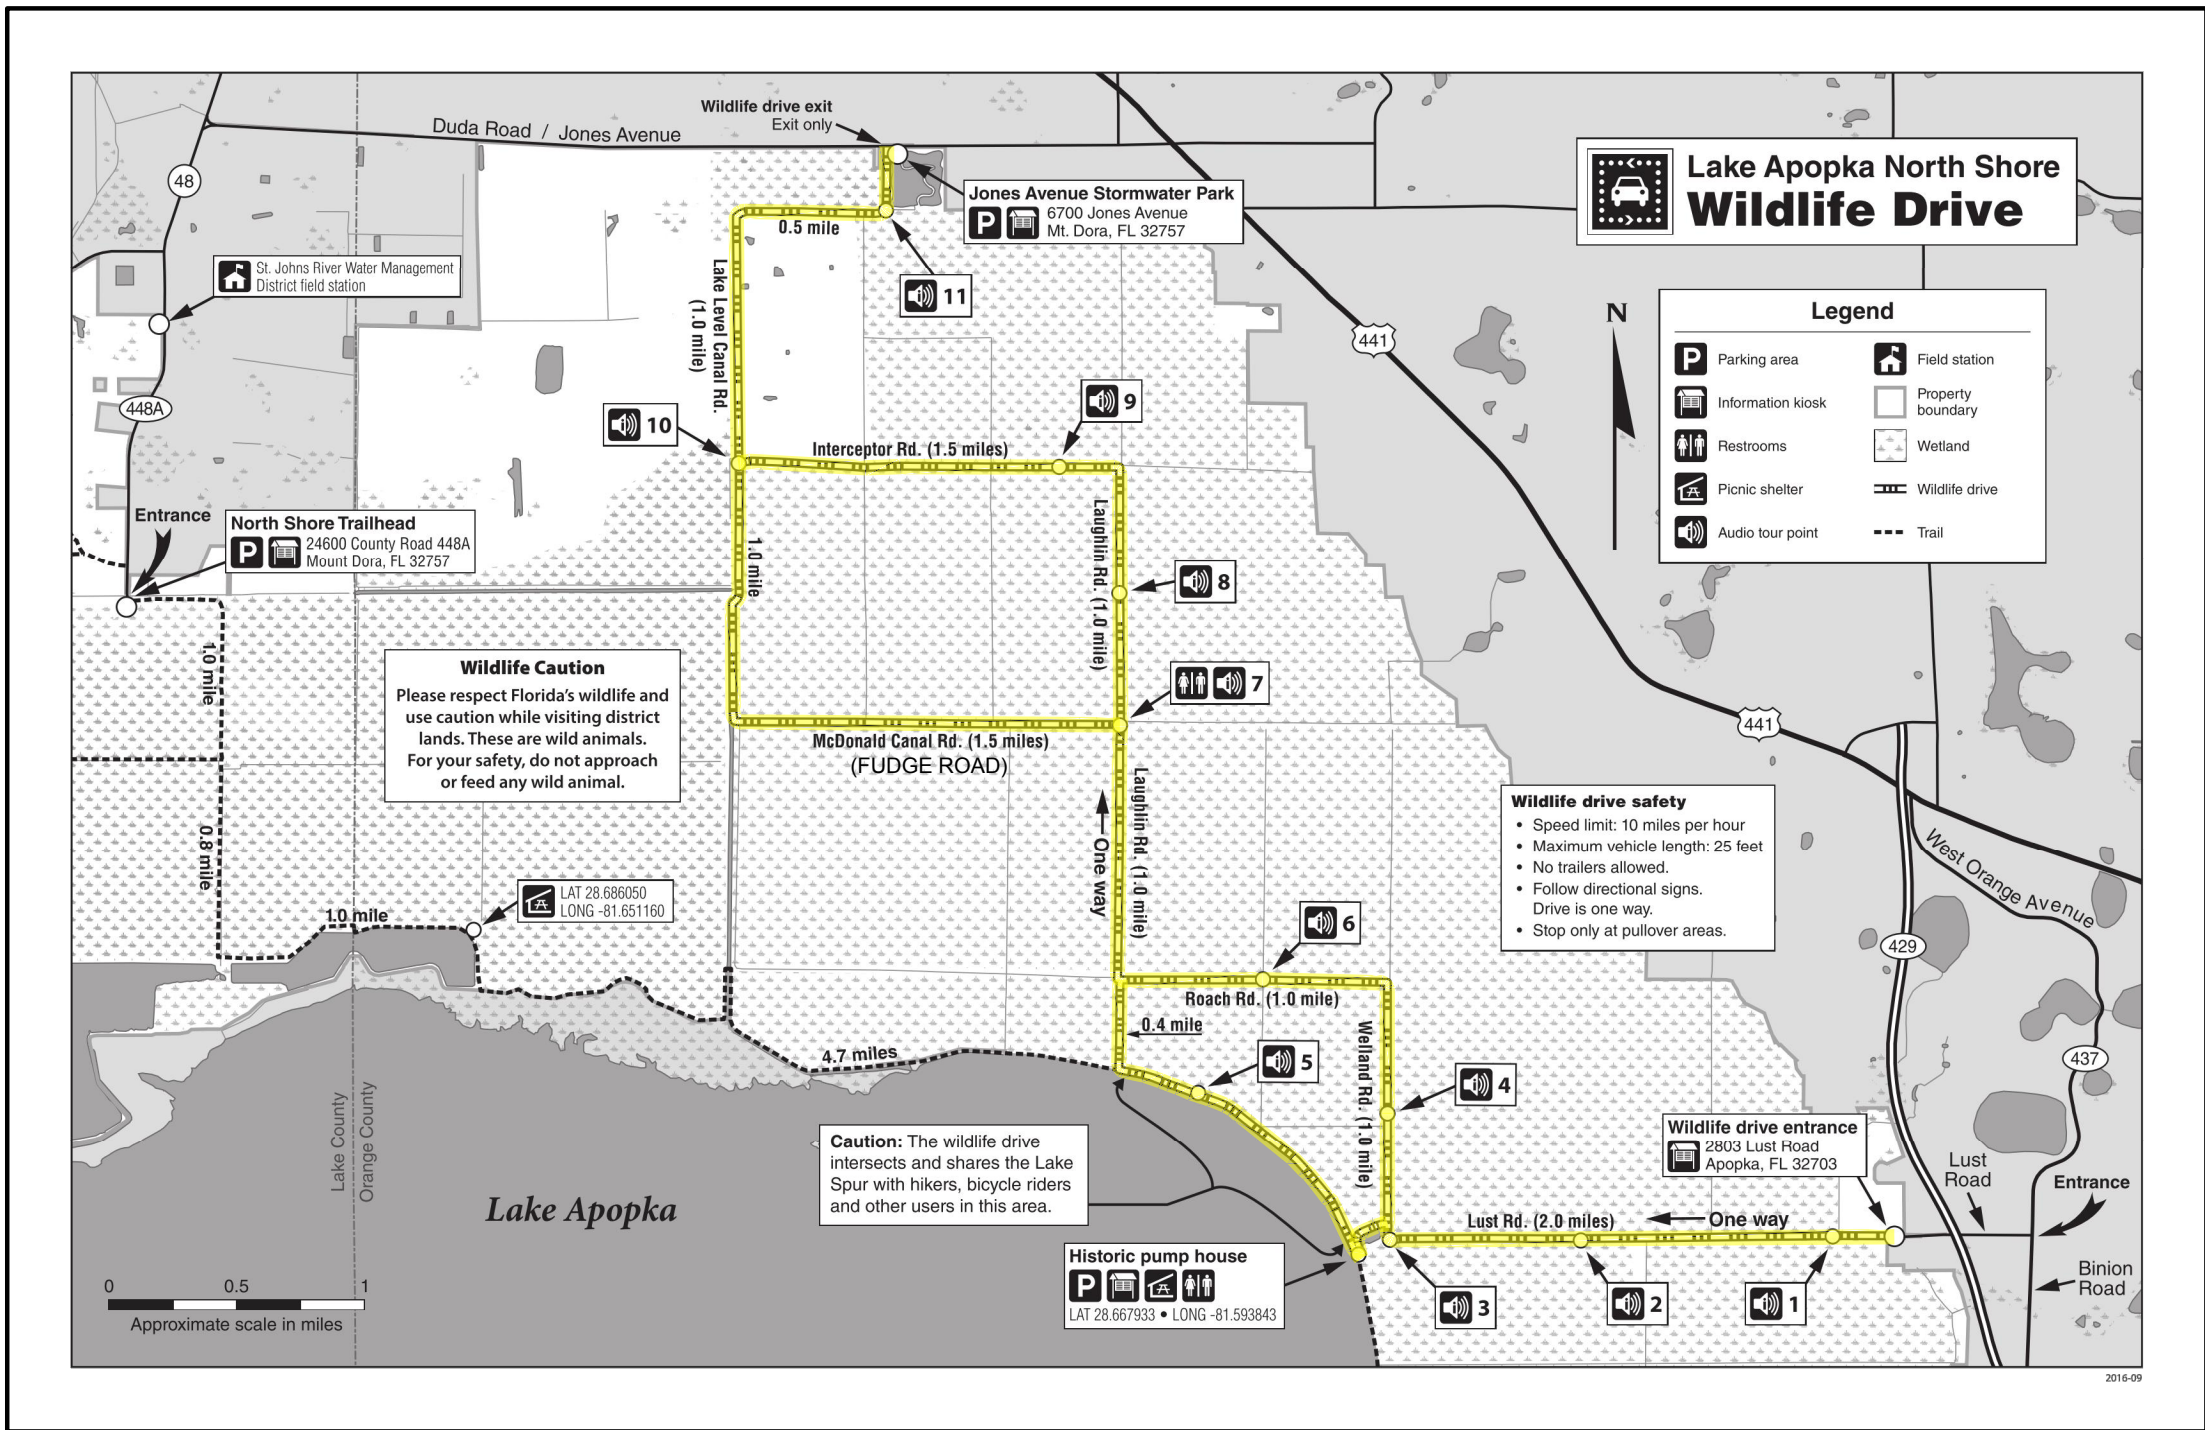 Wildlife drive exit
Exit only
Duda Road / Jones Avenue
Lake Apopka North Shore
Wildlife Drive
48
Jones Avenue Stormwater Park
P
6700 Jones Avenue
Mt. Dora, FL 32757
0.5 mile
St. Johns River Water Management
District field station
11
Lake Level Canal Rd.
(1.0 mile)
441
N
Legend
P
Parking area
Field station
Information kiosk
Property
boundary
Restrooms
Wetland
Picnic shelter
Wildlife drive
Audio tour point
Trail
448A
9
10
Interceptor Rd. (1.5 miles)
Entrance
North Shore Trailhead
P
24600 County Road 448A
Mount Dora, FL 32757
1.0 mile
Laughlin Rd. (1.0 mile)
8
1.0 mile
Wildlife Caution
Please respect Florida's wildlife and
use caution while visiting district
lands. These are wild animals.
For your safety, do not approach
or feed any wild animal.
7
McDonald Canal Rd. (1.5 miles)
(FUDGE ROAD)
441
0.8 mile
One way
Laughlin Rd. (1.0 mile)
Wildlife drive safety
• Speed limit: 10 miles per hour
• Maximum vehicle length: 25 feet
• No trailers allowed.
• Follow directional signs.
Drive is one way.
• Stop only at pullover areas.
West Orange Avenue
LAT 28.686050
LONG -81.651160
1.0 mile
6
429
Roach Rd. (1.0 mile)
0.4 mile
4.7 miles
5
Welland Rd. (1.0 mile)
4
437
Lake County
Orange County
Caution: The wildlife drive
intersects and shares the Lake
Spur with hikers, bicycle riders
and other users in this area.
Wildlife drive entrance
2803 Lust Road
Apopka, FL 32703
Lust
Road
Entrance
Lake Apopka
Lust Rd. (2.0 miles)
One way
Historic pump house
P
LAT 28.667933 • LONG -81.593843
3
2
1
Binion
Road
0 0.5 1
Approximate scale in miles
2016-09